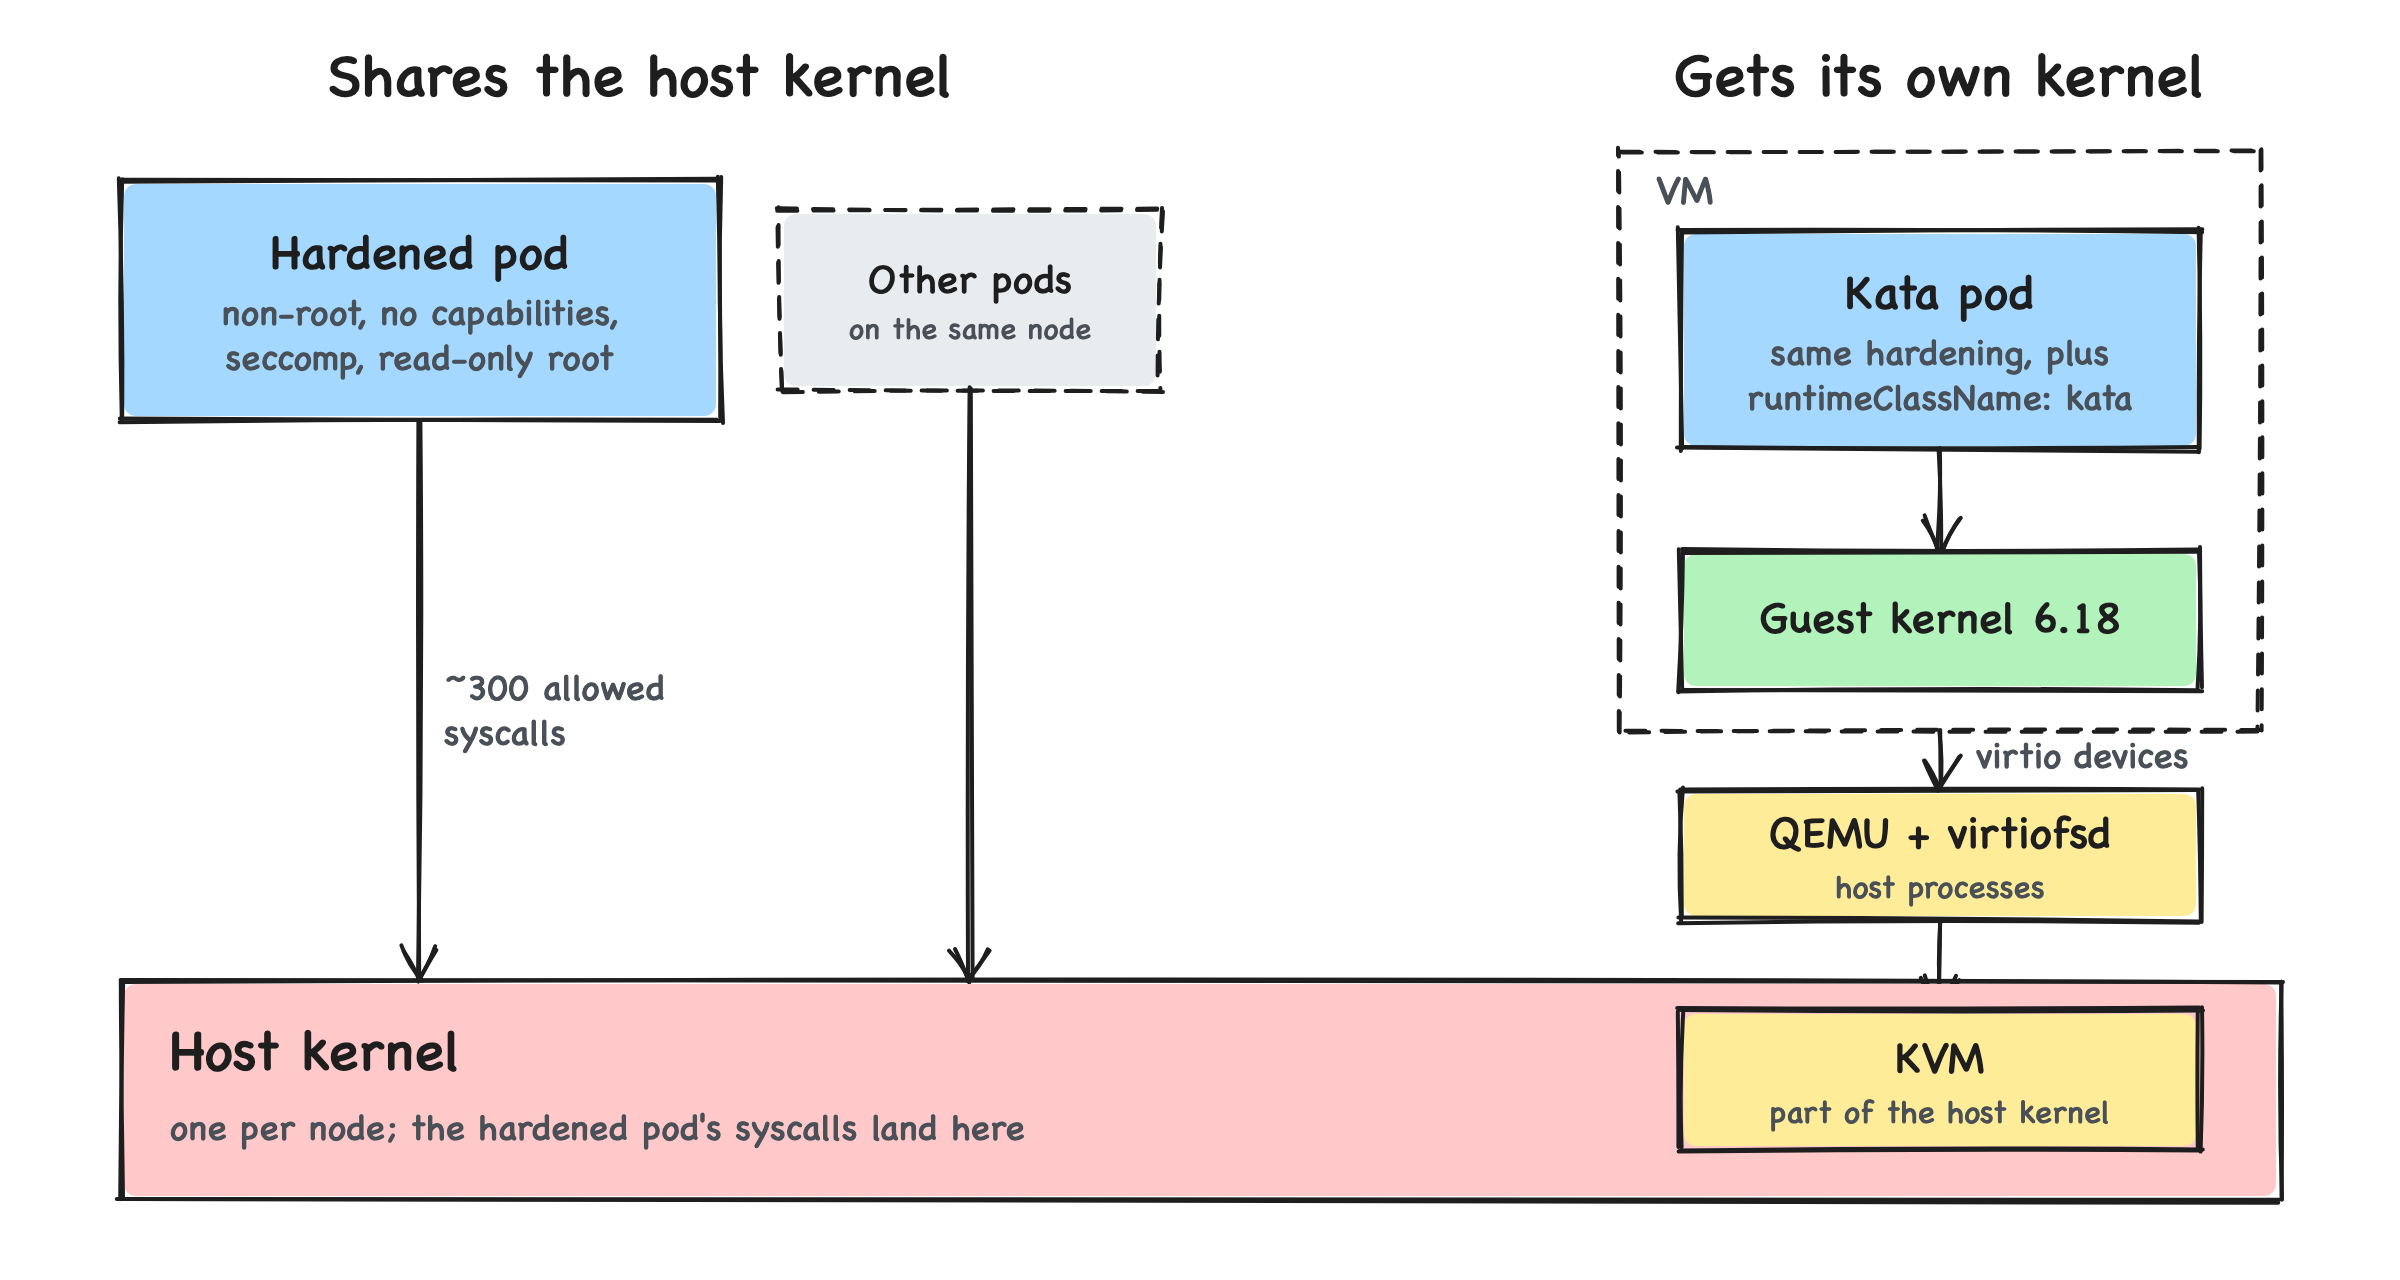 Shares the host kernel
Hardened pod
non-root, no capabilities,
seccomp, read-only root
Other pods
on the same node
~300 allowed
syscalls
Gets its own kernel
VM
Kata pod
same hardening, plus
runtimeClassName: kata
Guest kernel 6.18
virtio devices
QEMU + virtiofsd
host processes
Host kernel
one per node; the hardened pod's syscalls land here
KVM
part of the host kernel